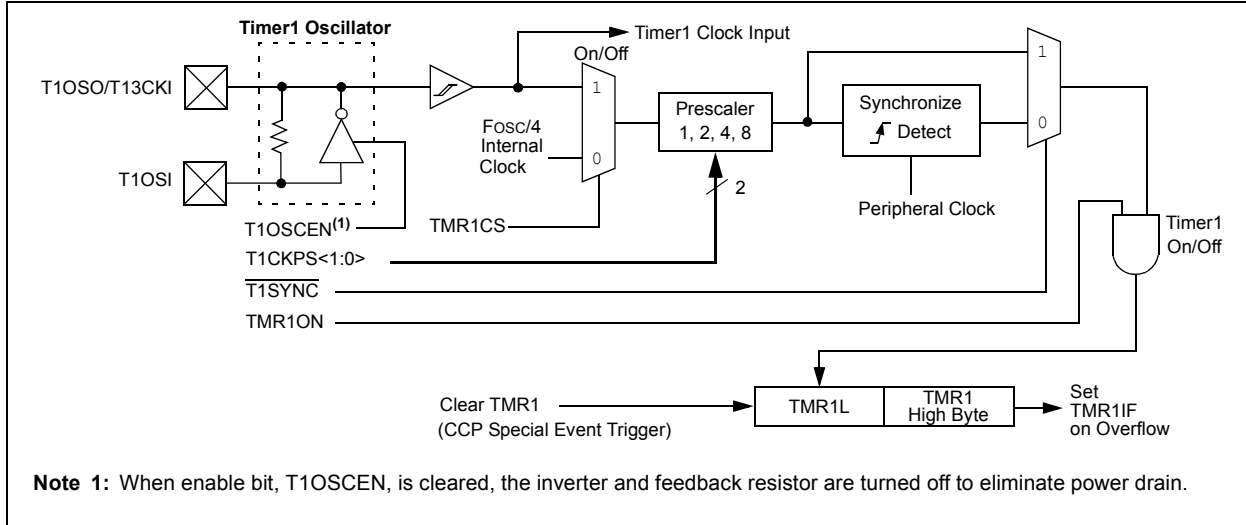 Timer1 Oscillator
Timer1 Clock Input
On/Off
T1OSO/T13CKI
1
Prescaler
1, 2, 4, 8
Synchronize
Detect
1
0
FOSC/4
Internal
Clock
0
T1OSI
2
Peripheral Clock
T1OSCEN(1)
TMR1CS
Timer1
On/Off
T1CKPS<1:0>
T1SYNC
TMR1ON
Clear TMR1
(CCP Special Event Trigger)
TMR1L
TMR1
High Byte
Set
TMR1IF
on Overflow
Note 1: When enable bit, T1OSCEN, is cleared, the inverter and feedback resistor are turned off to eliminate power drain.